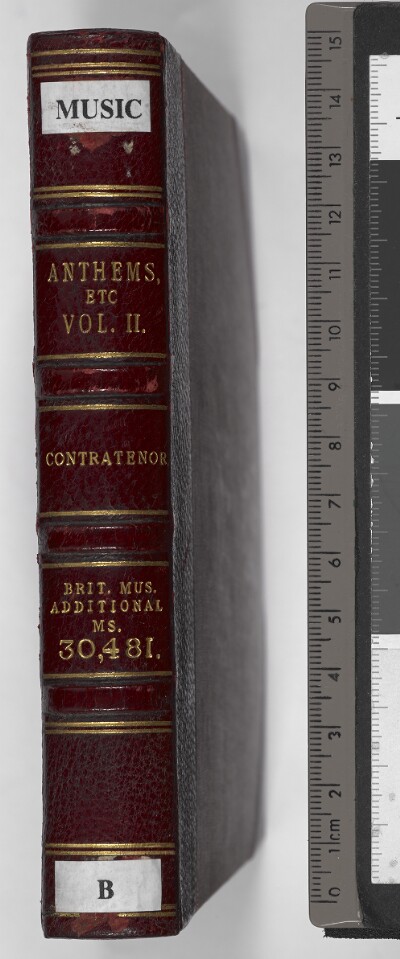 MUSIC
ANTHEMS,
ETC
VOL. II.
CONTRATENOR
BRIT. MUS.
ADDITIONAL
MS.
30,481.
B
15
14
13
12
11
10
9
8
7
6
5
4
3
2
1cm
0